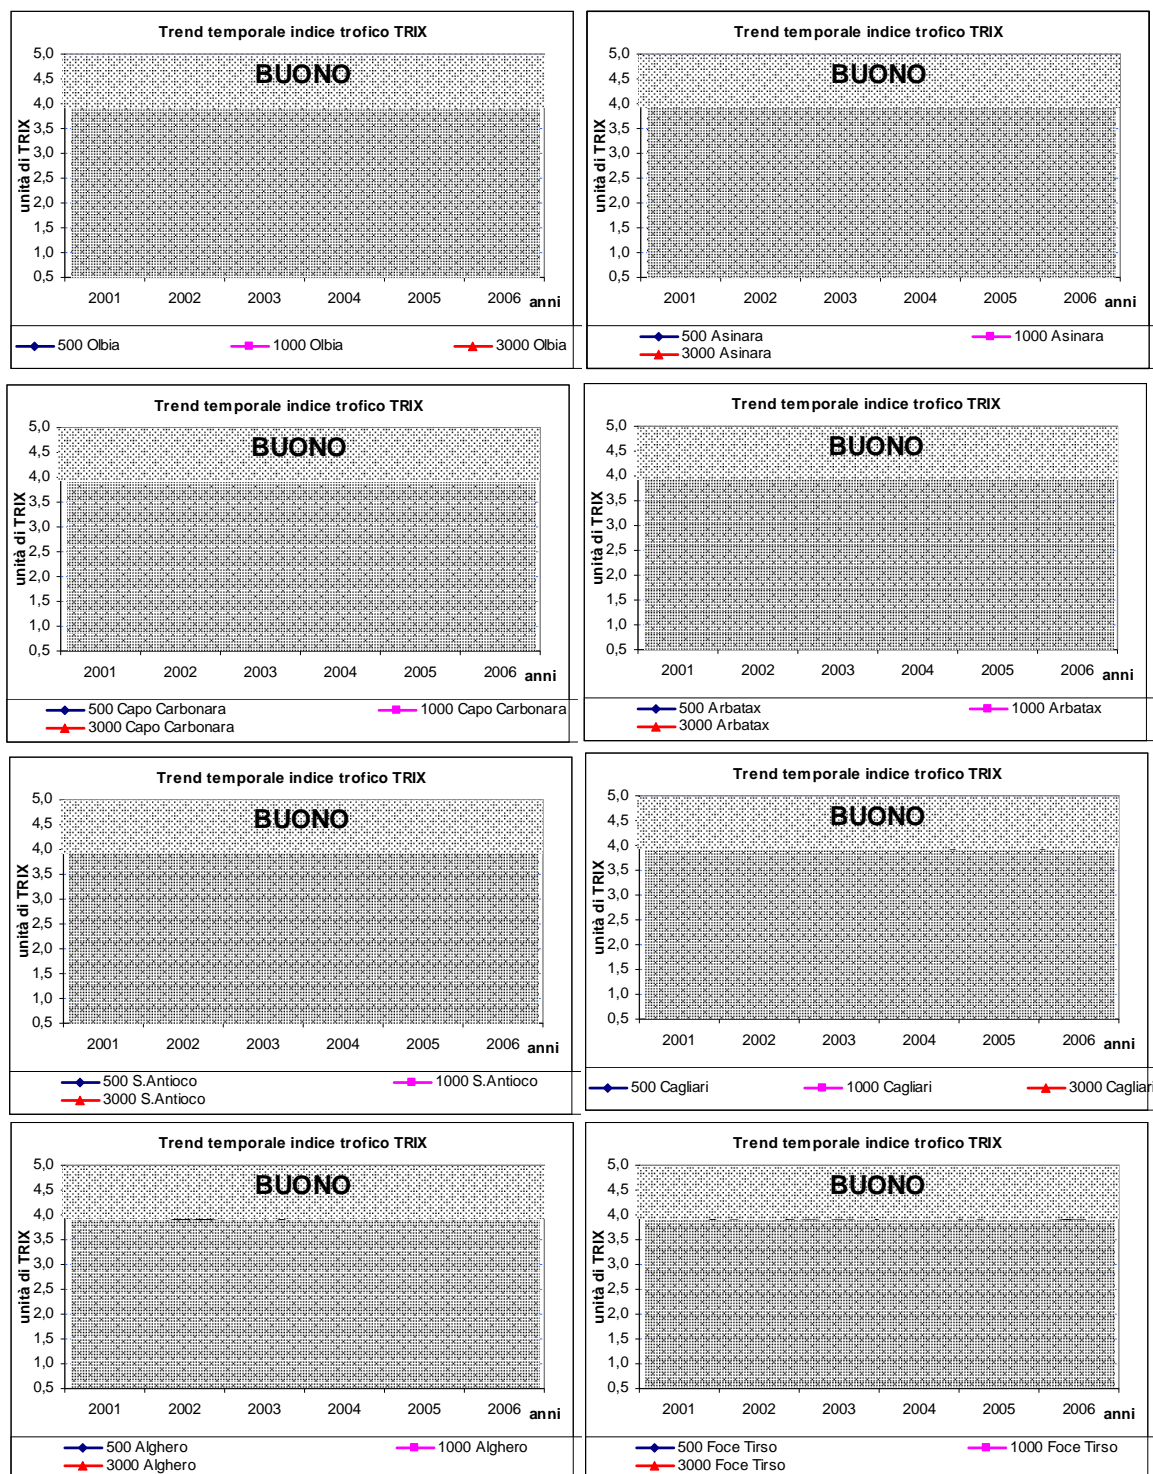 Trend temporale indice trofico TRIX
BUONO
unità di TRIX
5,0
4,5
4,0
3,5
3,0
2,5
2,0
1,5
1,0
0,5
2001 2002 2003 2004 2005 2006 anni
500 Olbia 1000 Olbia 3000 Olbia
Trend temporale indice trofico TRIX
BUONO
unità di TRIX
5,0
4,5
4,0
3,5
3,0
2,5
2,0
1,5
1,0
0,5
2001 2002 2003 2004 2005 2006 anni
500 Asinara 1000 Asinara
3000 Asinara
Trend temporale indice trofico TRIX
BUONO
unità di TRIX
5,0
4,5
4,0
3,5
3,0
2,5
2,0
1,5
1,0
0,5
2001 2002 2003 2004 2005 2006 anni
500 Capo Carbonara 1000 Capo Carbonara
3000 Capo Carbonara
Trend temporale indice trofico TRIX
BUONO
unità di TRIX
5,0
4,5
4,0
3,5
3,0
2,5
2,0
1,5
1,0
0,5
2001 2002 2003 2004 2005 2006 anni
500 Arbatax 1000 Arbatax
3000 Arbatax
Trend temporale indice trofico TRIX
BUONO
unità di TRIX
5,0
4,5
4,0
3,5
3,0
2,5
2,0
1,5
1,0
0,5
2001 2002 2003 2004 2005 2006 anni
500 S.Antioco 1000 S.Antioco
3000 S.Antioco
Trend temporale indice trofico TRIX
BUONO
unità di TRIX
5,0
4,5
4,0
3,5
3,0
2,5
2,0
1,5
1,0
0,5
2001 2002 2003 2004 2005 2006 anni
500 Cagliari 1000 Cagliari 3000 Cagliari
Trend temporale indice trofico TRIX
BUONO
unità di TRIX
5,0
4,5
4,0
3,5
3,0
2,5
2,0
1,5
1,0
0,5
2001 2002 2003 2004 2005 2006 anni
500 Alghero 1000 Alghero
3000 Alghero
Trend temporale indice trofico TRIX
BUONO
unità di TRIX
5,0
4,5
4,0
3,5
3,0
2,5
2,0
1,5
1,0
0,5
2001 2002 2003 2004 2005 2006 anni
500 Foce Tirso 1000 Foce Tirso
3000 Foce Tirso